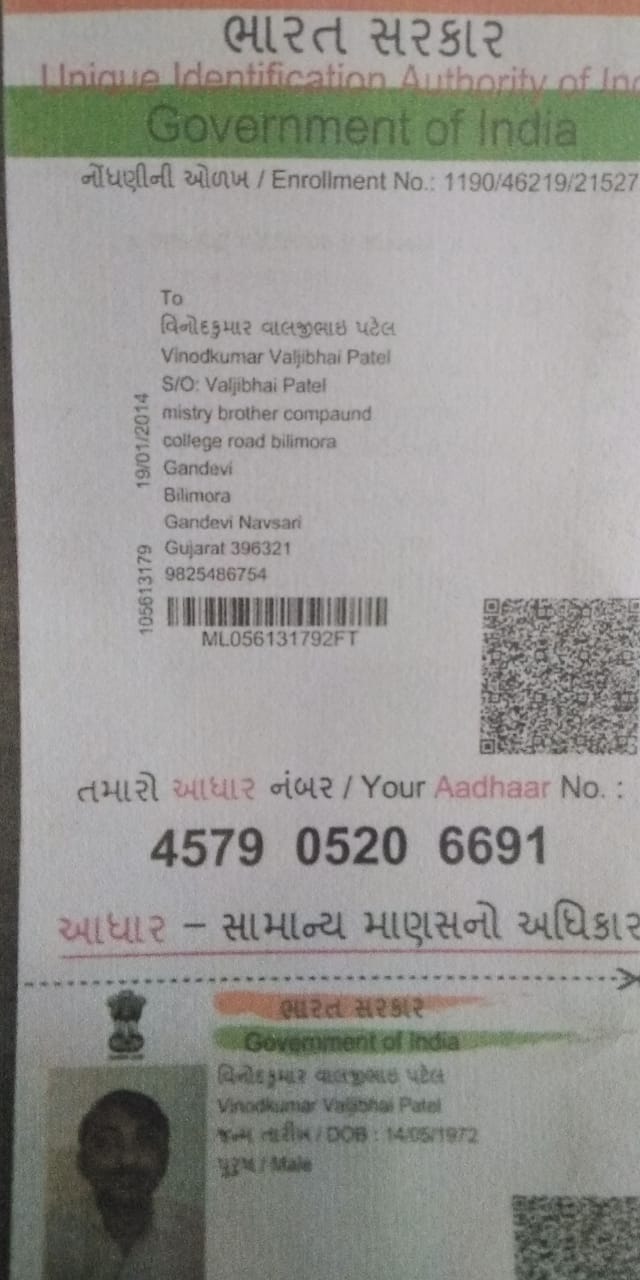 ભારત સરકાર
Unique Identification Authority of
Government of India
નોંધણીની ઓળખ / Enrollment No.: 1190/46219/21527
To
વિનોદકુમાર વાલજીભાઇ પટેલ
Vinodkumar Valjibhai Patel
S/O: Valjibhai Patel
mistry brother compaund
college road bilimora
Gandevi
Bilimora
Gandevi Navsari
Gujarat 396321
9825486754
105613179 19/01/2014
ML056131792FT
તમારો આધાર નંબર / Your Aadhaar No. :
4579 0520 6691
આધાર – સામાન્ય માણસનો અધિકાર
ભારત સરકાર
Government of India
વિનોદકુમાર વાલજીભાઇ પટેલ
Vinodkumar Valjibhai Patel
જન્મ તારીખ / DOB : 14/05/1972
પુરૂષ / Male